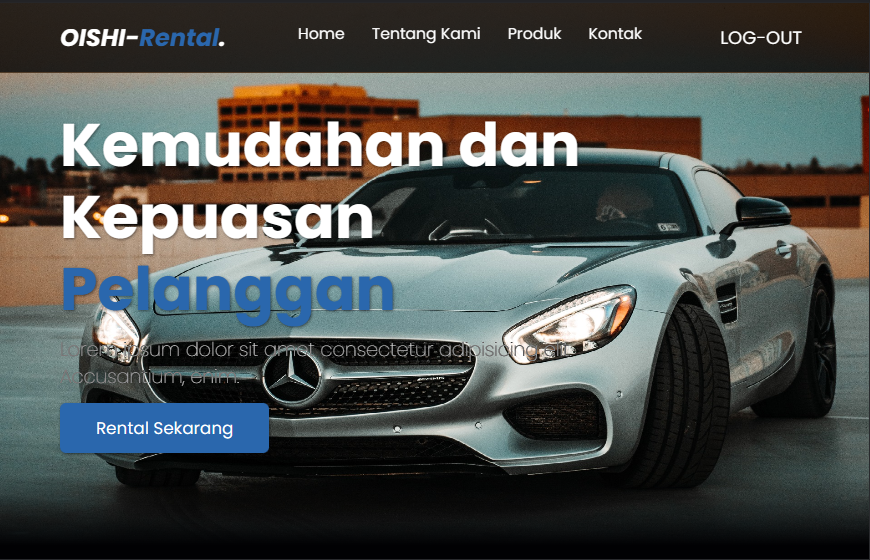 OISHI-Rental.
Home Tentang Kami Produk Kontak
LOG-OUT
Kemudahan dan
Kepuasan
Pelanggan
Lorem ipsum dolor sit amet consectetur adipisicing elit.
accusantium, enim.
Rental Sekarang